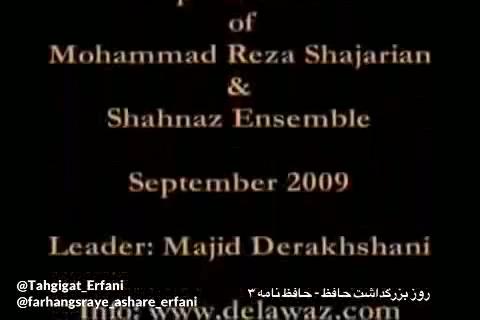 of
Mohammad Reza Shajarian
&
Shahnaz Ensemble
September 2009
Leader: Majid Derakhshani
@Tahgigat_Erfani
روز بزرگداشت حافظ - حافظ نامه ۳
@farhangsraye_ashare_erfani
Info: www.delawaz.com